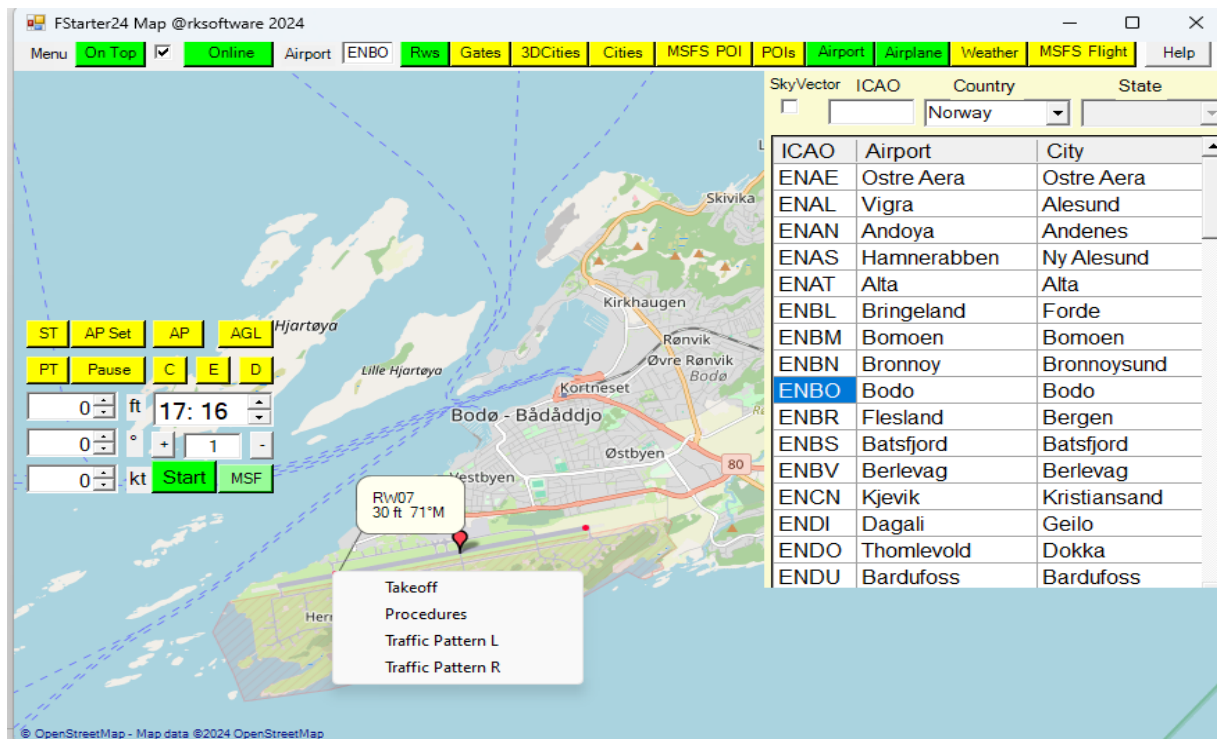 FStarter24 Map @rksoftware 2024
Menu On Top Online Airport ENBO Rws Gates 3DCities Cities MSFS POI POIs Airport Airplane Weather MSFS Flight Help
SkyVector ICAO Country State
Norway
ICAO Airport City
ENAE Ostre Aera Ostre Aera
ENAL Vigra Alesund
ENAN Andoya Andenes
ENAS Hamnerabben Ny Alesund
ENAT Alta Alta
ENBL Bringeland Forde
ENBM Bomoen Bomoen
ENBN Bronnoy Bronnoysund
ENBO Bodo Bodo
ENBR Flesland Bergen
ENBS Batsfjord Batsfjord
ENBV Berlevag Berlevag
ENCN Kjevik Kristiansand
ENDI Dagali Geilo
ENDO Thomlevold Dokka
ENDU Bardufoss Bardufoss
Skivika
Kirkhaugen
Hjartøya
Rønvik
Øvre Rønvik
Lille Hjartøya
Bodø
Kortneset
Bodø - Bådåddjo
Østbyen
80
Vestbyen
ST AP Set AP AGL
PT Pause C E D
0 ft 17: 16
0 ° + 1 -
0 kt Start MSF
RW07
30 ft 71°M
Takeoff
Procedures
Traffic Pattern L
Traffic Pattern R
© OpenStreetMap - Map data ©2024 OpenStreetMap